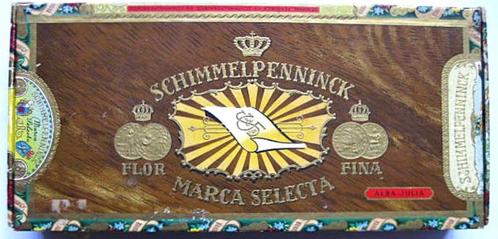 SCHIMMELPENNINCK
FLOR
FINA
MARCA SELECTA
ALBA JULIA
SCHIMMELPENNINCK